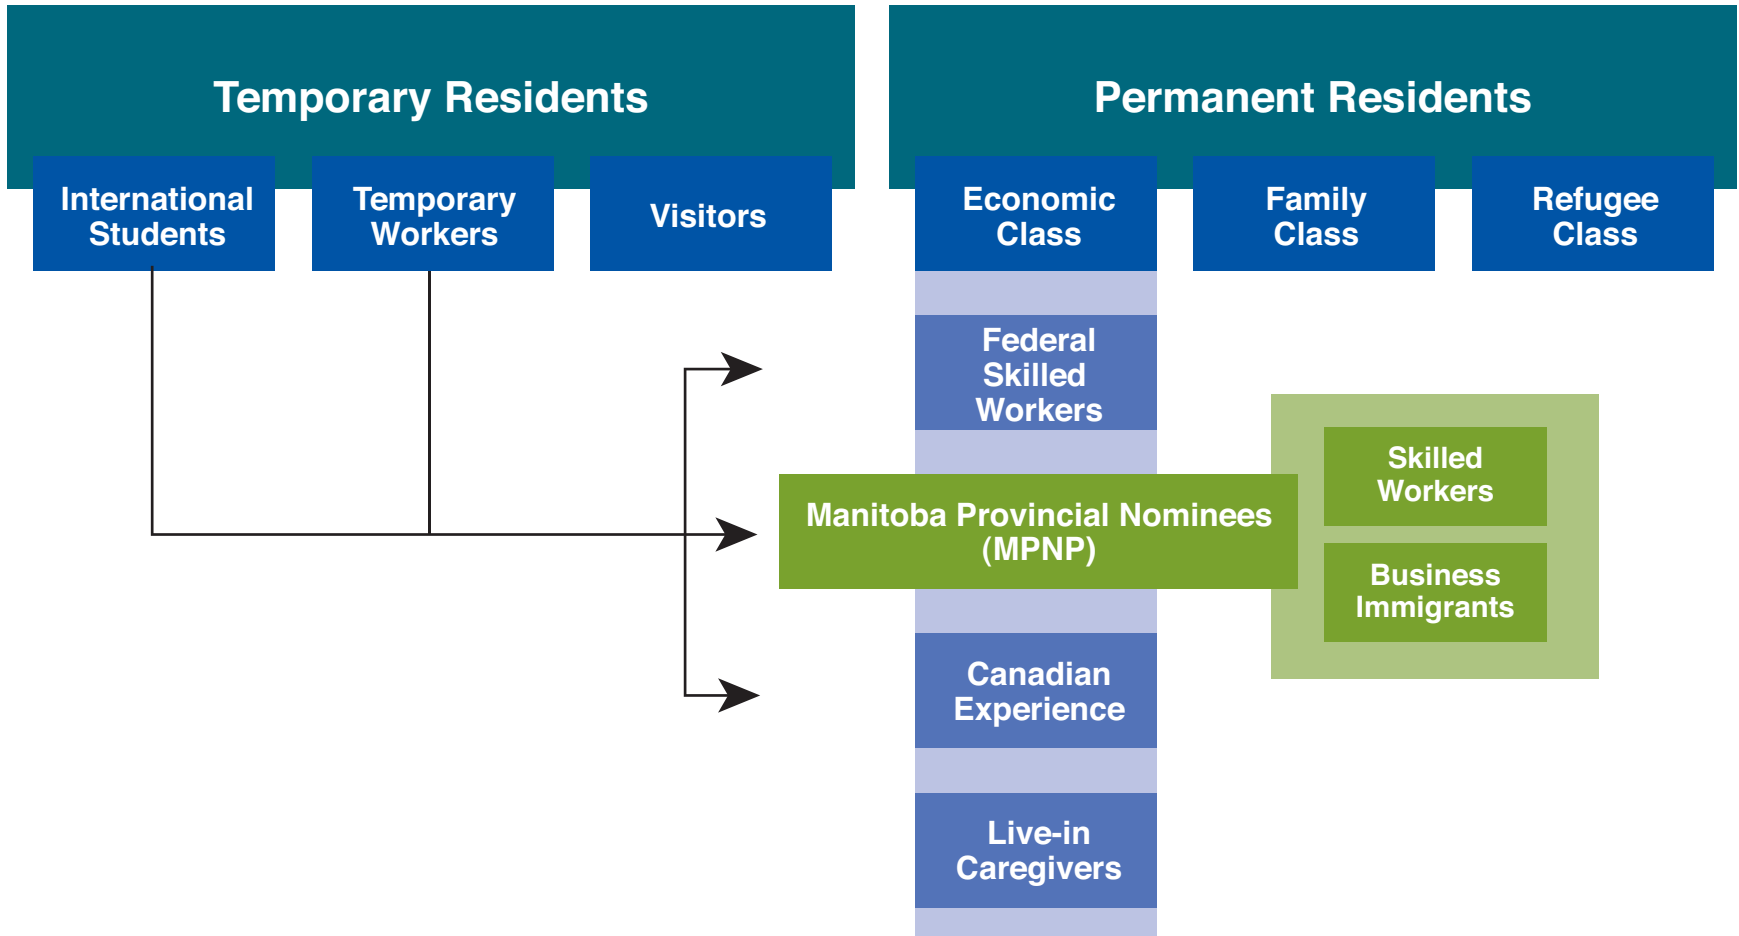 Temporary Residents
Permanent Residents
International
Students
Temporary
Workers
Visitors
Economic
Class
Family
Class
Refugee
Class
Federal
Skilled
Workers
Manitoba Provincial Nominees
(MPNP)
Skilled
Workers
Business
Immigrants
Canadian
Experience
Live-in
Caregivers